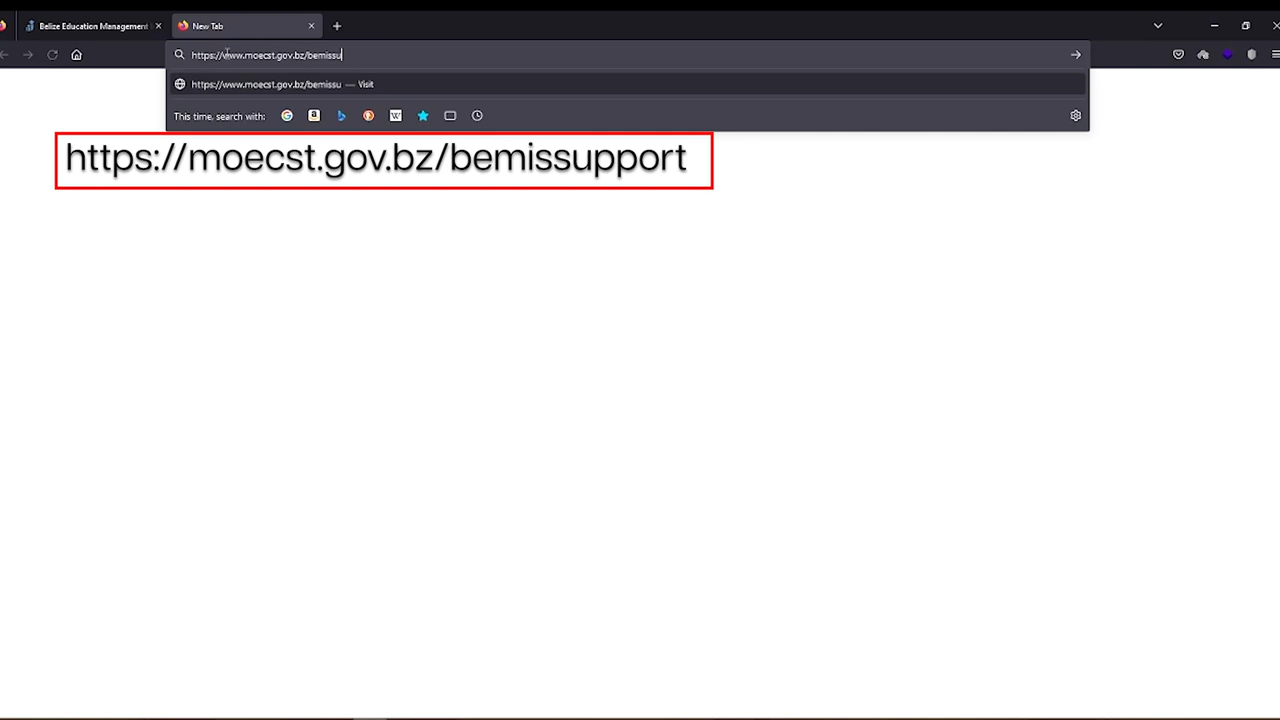 Belize Education Management
New Tab
https://www.moecst.gov.bz/bemissu
https://www.moecst.gov.bz/bemissu — Visit
This time, search with:
https://moecst.gov.bz/bemissupport